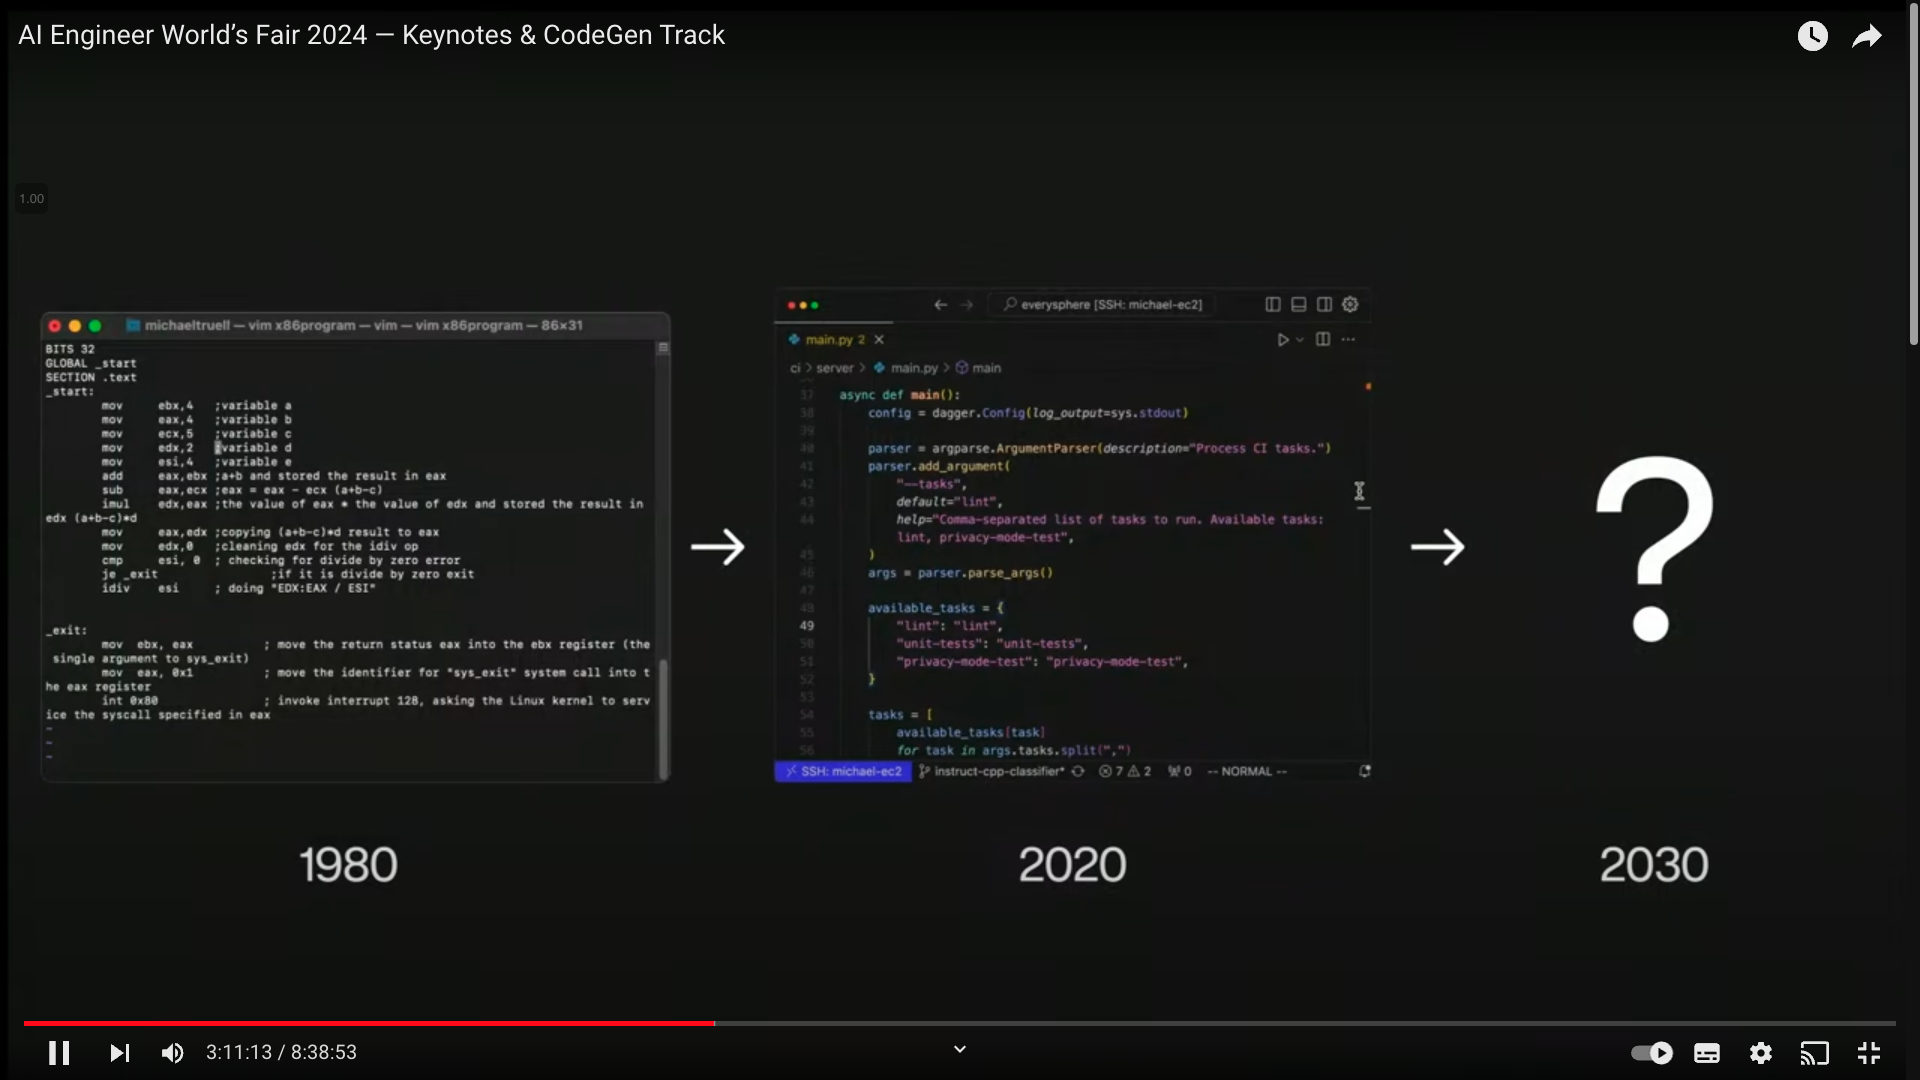 AI Engineer World's Fair 2024 — Keynotes & CodeGen Track
1.00
michaeltruell — vim x86program — vim — vim x86program — 86×31
BITS 32
GLOBAL _start
SECTION .text
_start:
mov ebx,4 ;variable a
mov eax,4 ;variable b
mov ecx,5 ;variable c
mov edx,2 ;variable d
mov esi,4 ;variable e
add eax,ebx ;a+b and stored the result in eax
sub eax,ecx ;eax = eax - ecx (a+b-c)
imul edx,eax ;the value of eax * the value of edx and stored the result in
edx (a+b-c)*d
mov eax,edx ;copying (a+b-c)*d result to eax
mov edx,0 ;cleaning edx for the idiv op
cmp esi, 0 ; checking for divide by zero error
je _exit ;if it is divide by zero exit
idiv esi ; doing "EDX:EAX / ESI"
_exit:
mov ebx, eax ; move the return status eax into the ebx register (the
single argument to sys_exit)
mov eax, 0x1 ; move the identifier for "sys_exit" system call into t
he eax register
int 0x80 ; invoke interrupt 128, asking the Linux kernel to serv
ice the syscall specified in eax
~
~
~
1980
everysphere [SSH: michael-ec2]
main.py 2
ci > server > main.py > main
37 async def main():
38 config = dagger.Config(log_output=sys.stdout)
39
40 parser = argparse.ArgumentParser(description="Process CI tasks.")
41 parser.add_argument(
42 "--tasks",
43 default="lint",
44 help="Comma-separated list of tasks to run. Available tasks:
lint, privacy-mode-test",
45 )
46 args = parser.parse_args()
47
48 available_tasks = {
49 "lint": "lint",
50 "unit-tests": "unit-tests",
51 "privacy-mode-test": "privacy-mode-test",
52 }
53
54 tasks = [
55 available_tasks[task]
56 for task in args.tasks.split(",")
SSH: michael-ec2 instruct-cpp-classifier* 7 2 0 -- NORMAL --
2020
?
2030
3:11:13 / 8:38:53